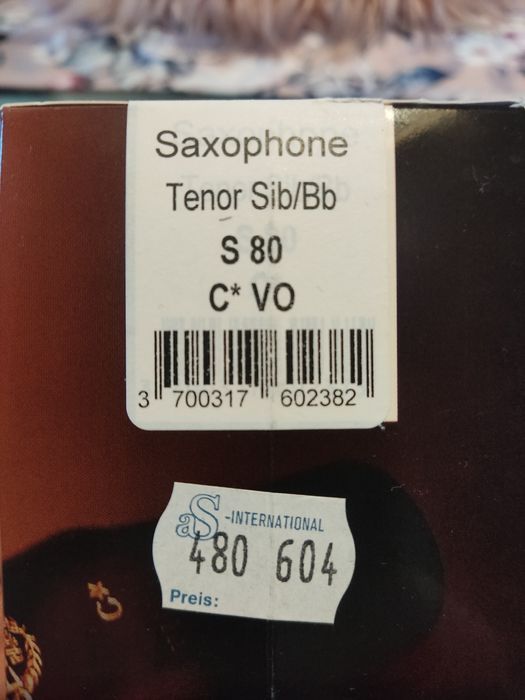 Saxophone
Tenor Sib/Bb
S 80
C* VO
3 700317 602382
aS-INTERNATIONAL
480 604
Preis:
C*